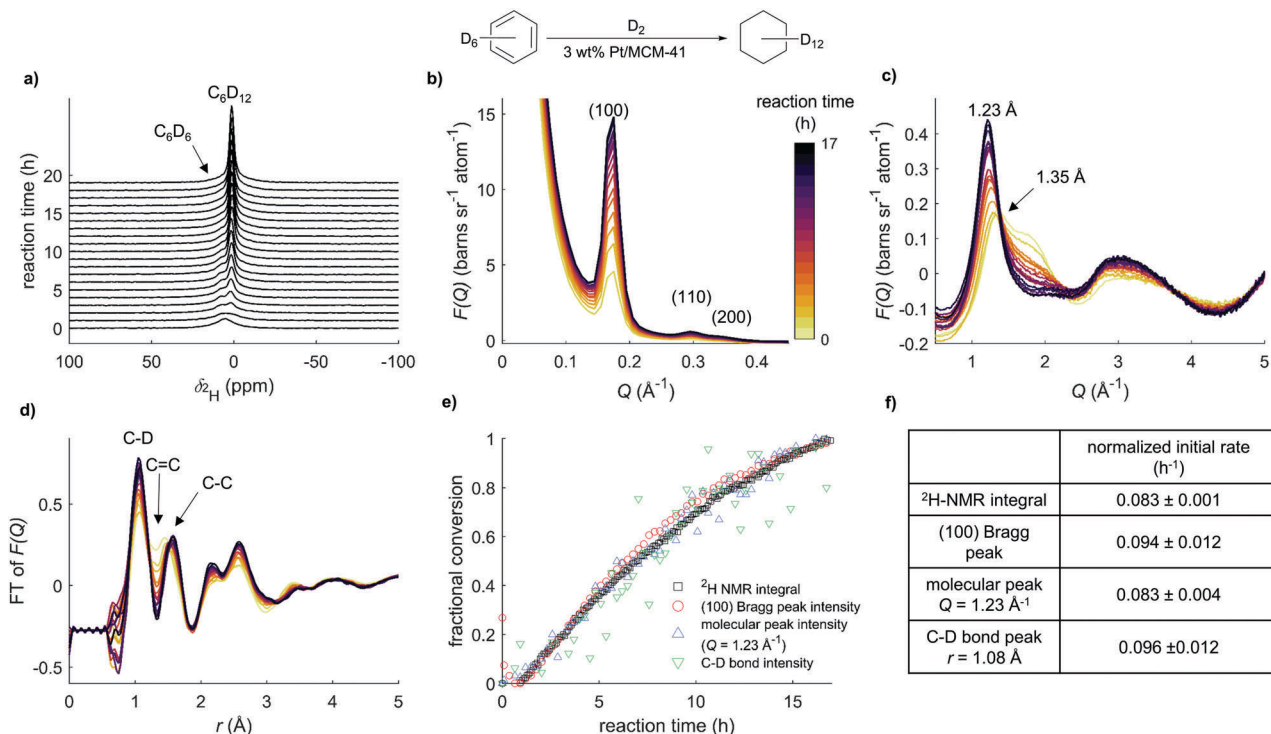 D2
D6
D12
3 wt% Pt/MCM-41
a)
C6D12
C6D6
reaction time (h)
20
15
10
5
0
100
50
0
-50
-100
δ2H (ppm)
b)
F(Q) (barns sr-1 atom-1)
15
10
5
0
(100)
(110)
(200)
0
0.1
0.2
0.3
0.4
Q (Å-1)
reaction time
(h)
17
0
c)
F(Q) (barns sr-1 atom-1)
0.4
0.3
0.2
0.1
0
-0.1
-0.2
1.23 Å
1.35 Å
1
2
3
4
5
Q (Å-1)
d)
FT of F(Q)
0.5
0
-0.5
C-D
C=C
C-C
0
1
2
3
4
5
r (Å)
e)
fractional conversion
1
0.8
0.6
0.4
0.2
0
2H NMR integral
(100) Bragg peak intensity
molecular peak intensity
(Q = 1.23 Å-1)
C-D bond intensity
0
5
10
15
reaction time (h)
f)
normalized initial rate
(h-1)
2H-NMR integral
0.083 ± 0.001
(100) Bragg
peak
0.094 ± 0.012
molecular peak
Q = 1.23 Å-1
0.083 ± 0.004
C-D bond peak
r = 1.08 Å
0.096 ±0.012